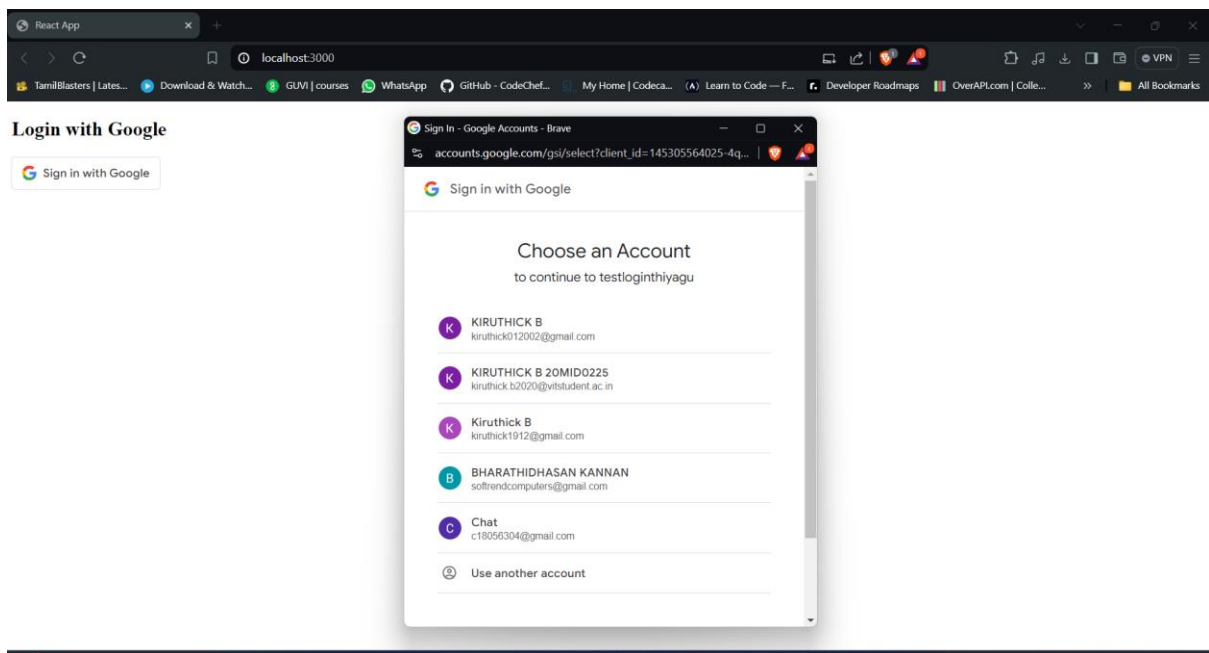 React App
localhost:3000
VPN
TamilBlasters | Lates... Download & Watch... GUVI | courses WhatsApp GitHub - CodeChef... My Home | Codeca... Learn to Code — F... Developer Roadmaps OverAPI.com | Colle... » All Bookmarks
Login with Google
Sign in with Google
Sign In - Google Accounts - Brave
accounts.google.com/gsi/select?client_id=145305564025-4q...
Sign in with Google
Choose an Account
to continue to testloginthiyagu
K KIRUTHICK B
kiruthick012002@gmail.com
K KIRUTHICK B 20MID0225
kiruthick.b2020@vitstudent.ac.in
K Kiruthick B
kiruthick1912@gmail.com
B BHARATHIDHASAN KANNAN
softrendcomputers@gmail.com
C Chat
c18056304@gmail.com
Use another account